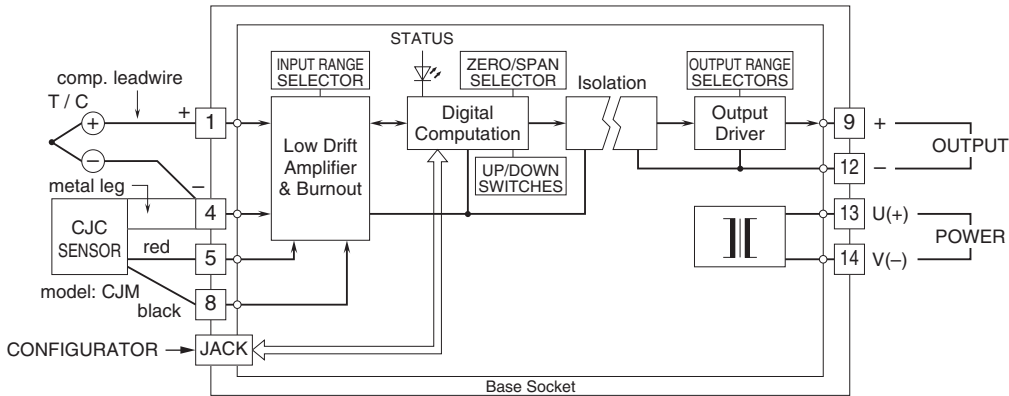 STATUS
INPUT RANGE
SELECTOR
ZERO/SPAN
SELECTOR
OUTPUT RANGE
SELECTORS
Isolation
comp. leadwire
T / C
+
+
1
Digital
Computation
Output
Driver
9
+
OUTPUT
Low Drift
Amplifier
& Burnout
–
–
12
–
UP/DOWN
SWITCHES
metal leg
4
13
U(+)
POWER
CJC
SENSOR
red
5
14
V(–)
model: CJM
black
8
CONFIGURATOR
JACK
Base Socket